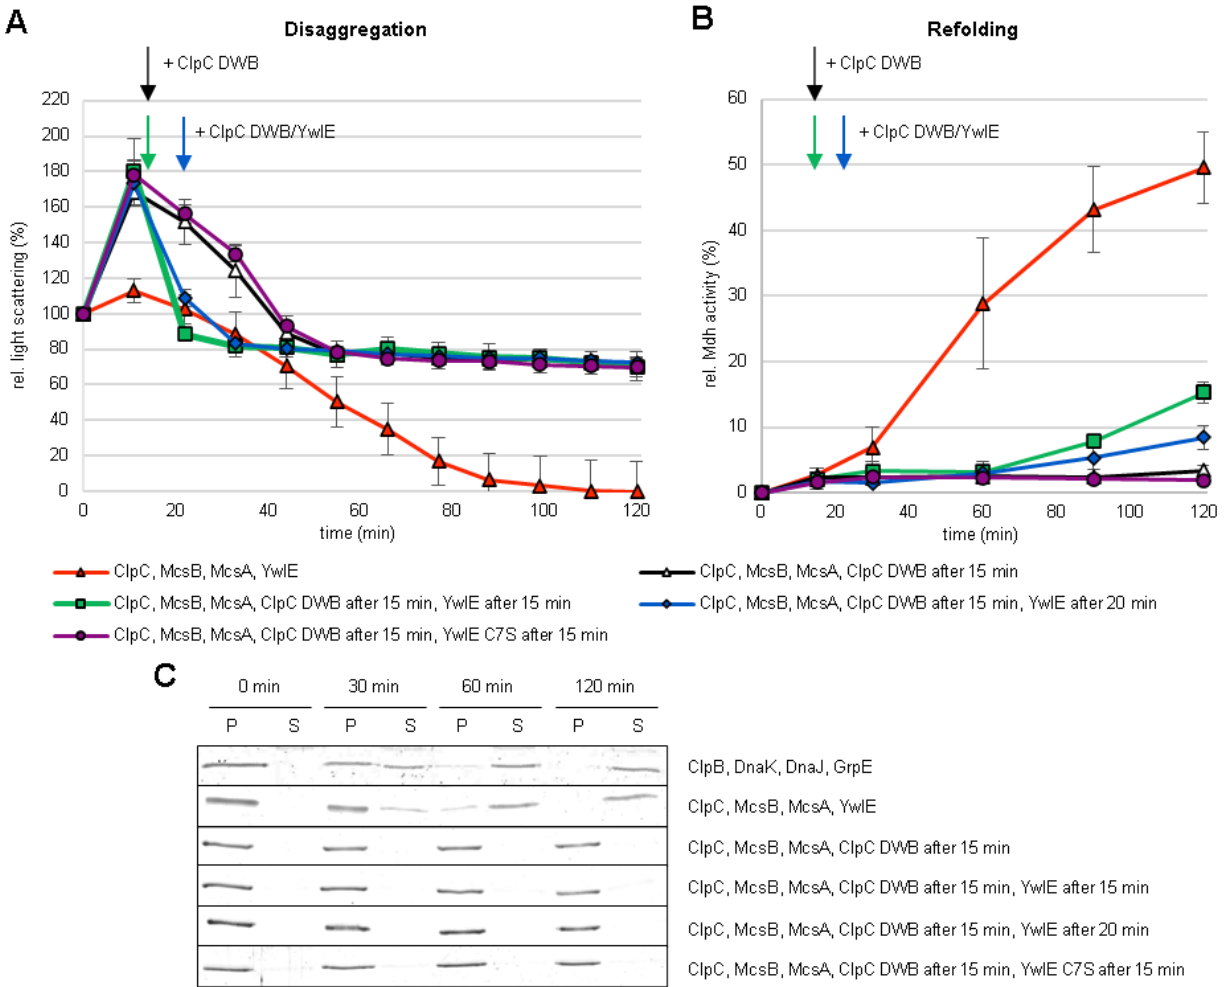 A
Disaggregation
+ ClpC DWB
+ ClpC DWB/YwlE
rel. light scattering (%)
220
200
180
160
140
120
100
80
60
40
20
0
0 20 40 60 80 100 120
time (min)
B
Refolding
+ ClpC DWB
+ ClpC DWB/YwlE
rel. Mdh activity (%)
60
50
40
30
20
10
0
0 20 40 60 80 100 120
time (min)
ClpC, McsB, McsA, YwlE
ClpC, McsB, McsA, ClpC DWB after 15 min
ClpC, McsB, McsA, ClpC DWB after 15 min, YwlE after 15 min
ClpC, McsB, McsA, ClpC DWB after 15 min, YwlE after 20 min
ClpC, McsB, McsA, ClpC DWB after 15 min, YwlE C7S after 15 min
C
0 min 30 min 60 min 120 min
P S P S P S P S
ClpB, DnaK, DnaJ, GrpE
ClpC, McsB, McsA, YwlE
ClpC, McsB, McsA, ClpC DWB after 15 min
ClpC, McsB, McsA, ClpC DWB after 15 min, YwlE after 15 min
ClpC, McsB, McsA, ClpC DWB after 15 min, YwlE after 20 min
ClpC, McsB, McsA, ClpC DWB after 15 min, YwlE C7S after 15 min